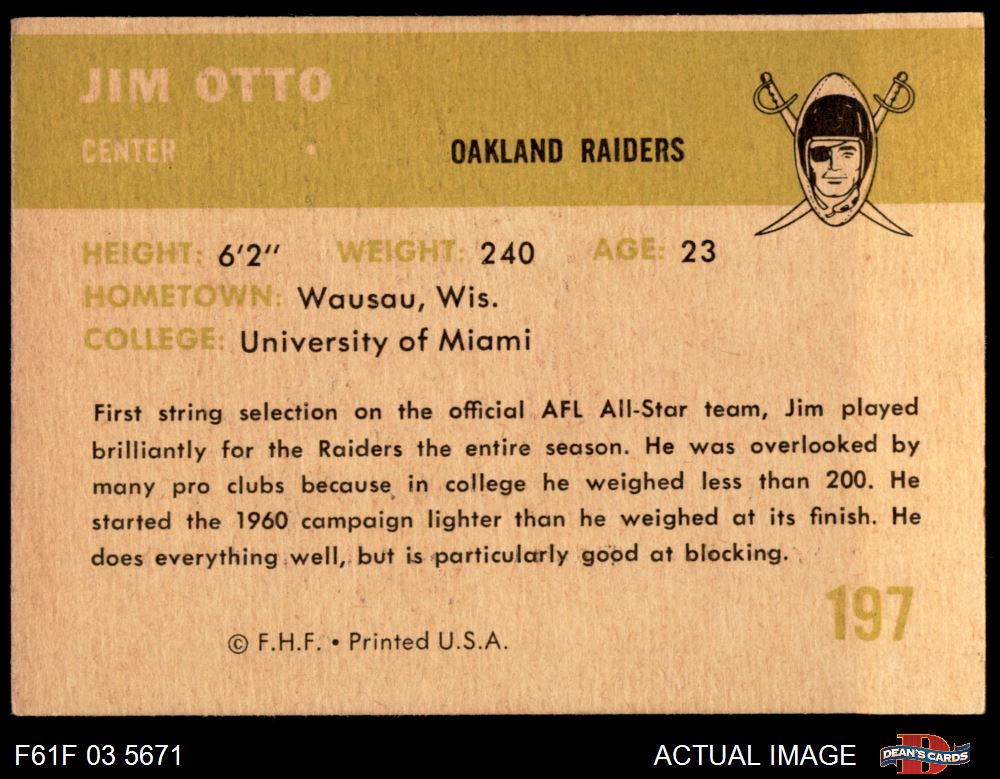 JIM OTTO
CENTER • OAKLAND RAIDERS
HEIGHT: 6'2" WEIGHT: 240 AGE: 23
HOMETOWN: Wausau, Wis.
COLLEGE: University of Miami
First string selection on the official AFL All-Star team, Jim played
brilliantly for the Raiders the entire season. He was overlooked by
many pro clubs because in college he weighed less than 200. He
started the 1960 campaign lighter than he weighed at its finish. He
does everything well, but is particularly good at blocking.
197
© F.H.F. • Printed U.S.A.
F61F 03 5671 ACTUAL IMAGE DEAN'S CARDS